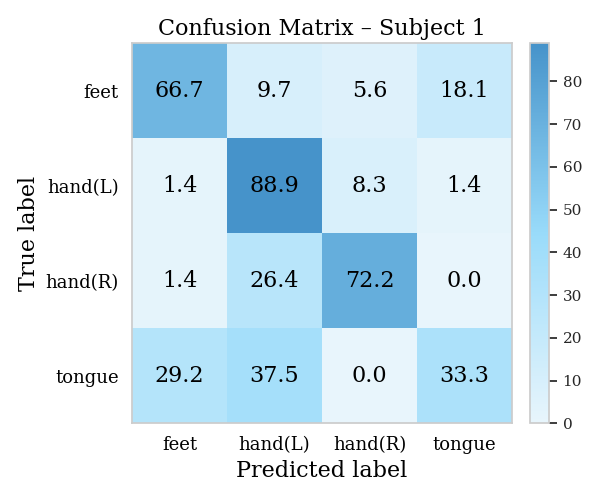 Confusion Matrix – Subject 1
feet 66.7 9.7 5.6 18.1
hand(L) 1.4 88.9 8.3 1.4
hand(R) 1.4 26.4 72.2 0.0
tongue 29.2 37.5 0.0 33.3
feet hand(L) hand(R) tongue
Predicted label
True label
80
70
60
50
40
30
20
10
0